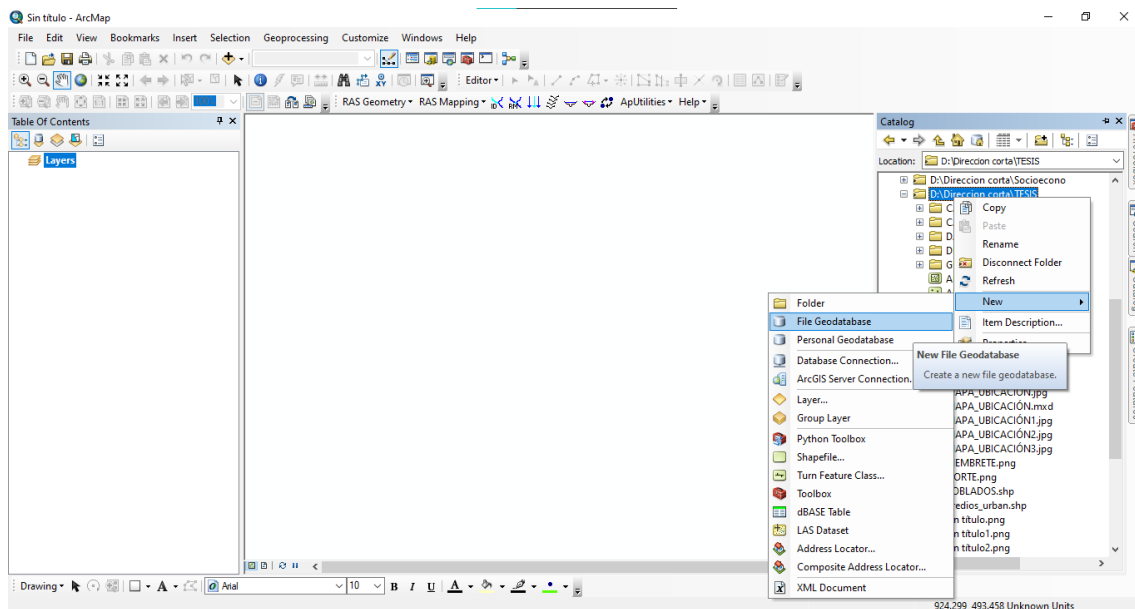 Sin título - ArcMap
File Edit View Bookmarks Insert Selection Geoprocessing Customize Windows Help
Editor
RAS Geometry RAS Mapping ApUtilities Help
Table Of Contents
Layers
Catalog
Location: D:\Direccion corta\TESIS
D:\Direccion corta\Socioecono
D:\Direccion corta\TESIS
C
C
D
D
G
A
Copy
Paste
Rename
Disconnect Folder
Refresh
New
Item Description...
Properties
Folder
File Geodatabase
Personal Geodatabase
Database Connection...
ArcGIS Server Connection.
Layer...
Group Layer
Python Toolbox
Shapefile...
Turn Feature Class...
Toolbox
dBASE Table
LAS Dataset
Address Locator...
Composite Address Locator...
XML Document
New File Geodatabase
Create a new file geodatabase.
APA_UBICACIÓN.jpg
APA_UBICACIÓN.mxd
APA_UBICACIÓN1.jpg
APA_UBICACIÓN2.jpg
APA_UBICACIÓN3.jpg
EMBRETE.png
ORTE.png
OBLADOS.shp
redios_urban.shp
n título.png
n título1.png
n título2.png
Drawing A Arial 10 B I U A
924,299 493,458 Unknown Units